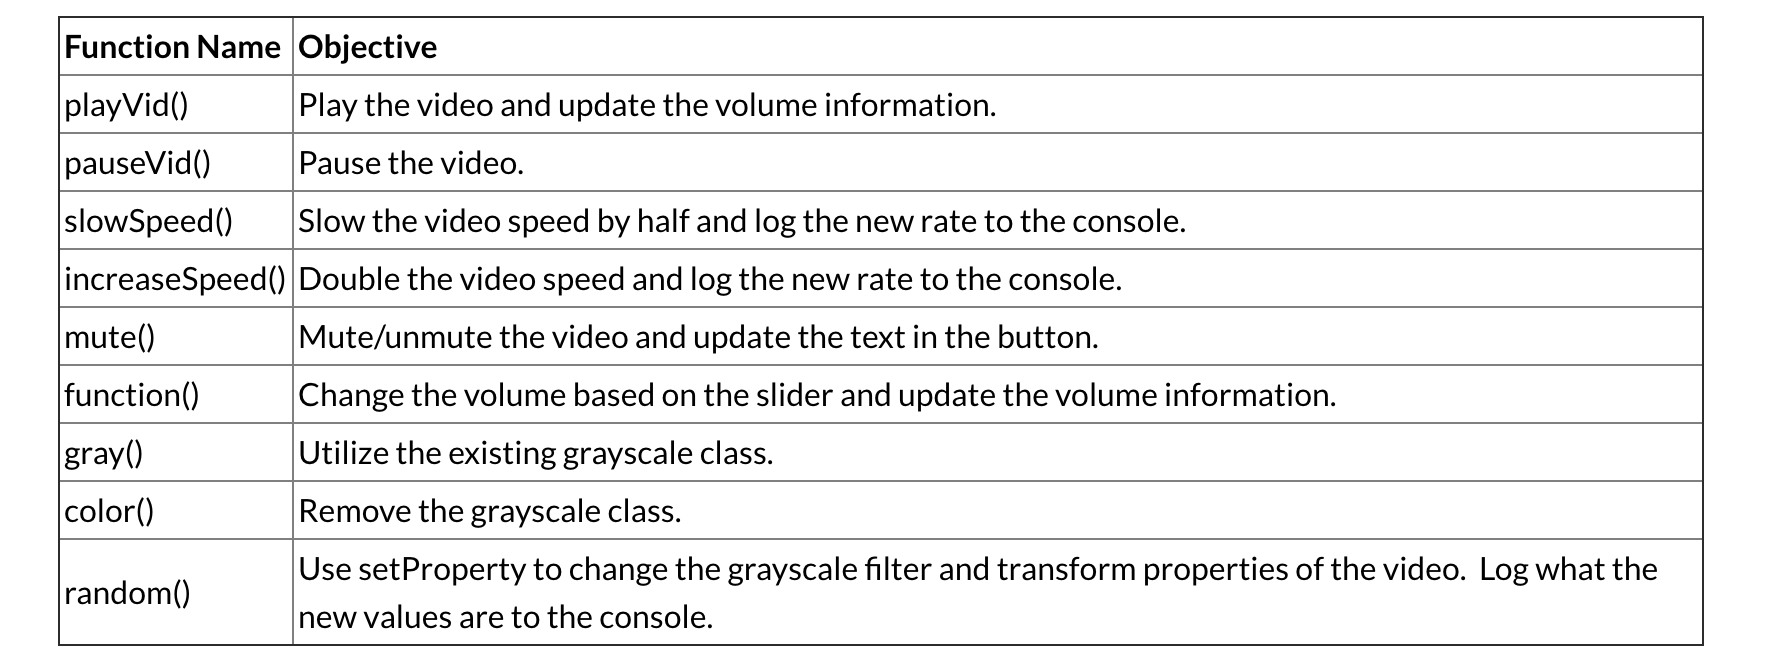 Function Name Objective
playVid() Play the video and update the volume information.
pauseVid() Pause the video.
slowSpeed() Slow the video speed by half and log the new rate to the console.
increaseSpeed() Double the video speed and log the new rate to the console.
mute() Mute/unmute the video and update the text in the button.
function() Change the volume based on the slider and update the volume information.
gray() Utilize the existing grayscale class.
color() Remove the grayscale class.
random() Use setProperty to change the grayscale filter and transform properties of the video.  Log what the
new values are to the console.